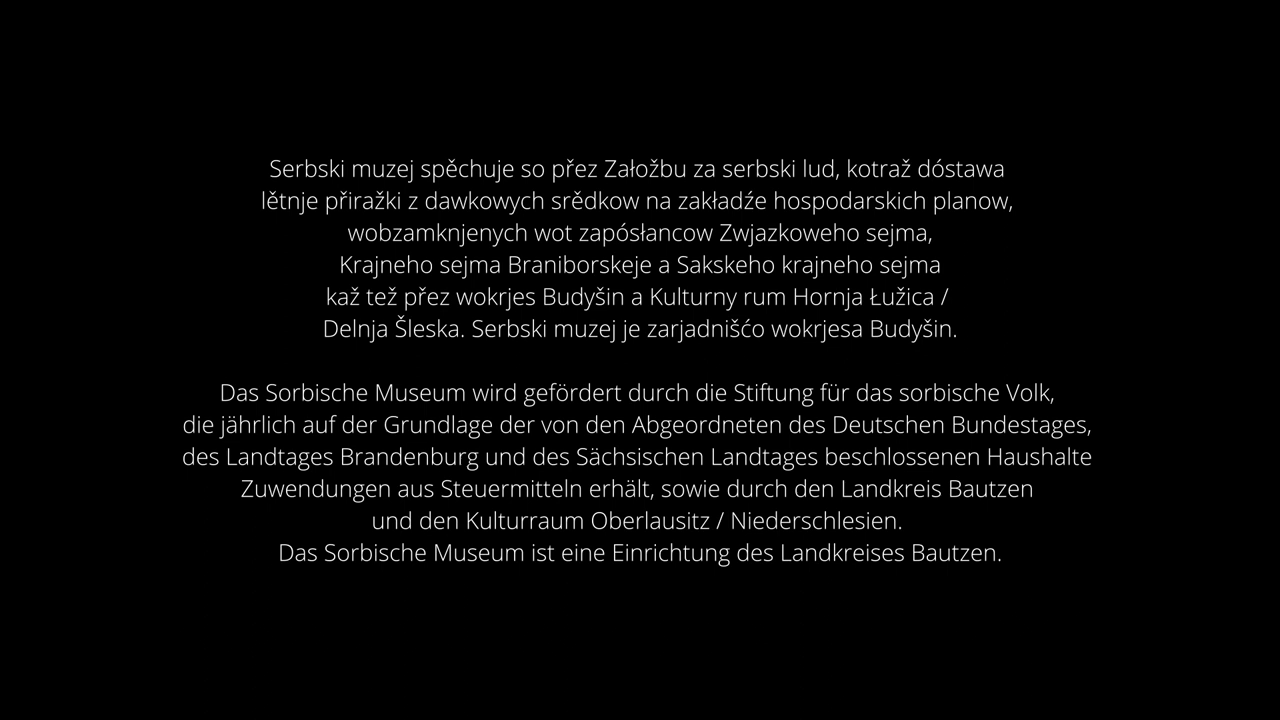 Serbski muzej spěchuje so přez Załožbu za serbski lud, kotraž dóstawa
lětnje přiražki z dawkowych srědkow na zakładźe hospodarskich planow,
wobzamknjenych wot zapósłancow Zwjazkoweho sejma,
Krajneho sejma Braniborskeje a Sakskeho krajneho sejma
kaž tež přez wokrjes Budyšin a Kulturny rum Hornja Łužica /
Delnja Šleska. Serbski muzej je zarjadnišćo wokrjesa Budyšin.
Das Sorbische Museum wird gefördert durch die Stiftung für das sorbische Volk,
die jährlich auf der Grundlage der von den Abgeordneten des Deutschen Bundestages,
des Landtages Brandenburg und des Sächsischen Landtages beschlossenen Haushalte
Zuwendungen aus Steuermitteln erhält, sowie durch den Landkreis Bautzen
und den Kulturraum Oberlausitz / Niederschlesien.
Das Sorbische Museum ist eine Einrichtung des Landkreises Bautzen.